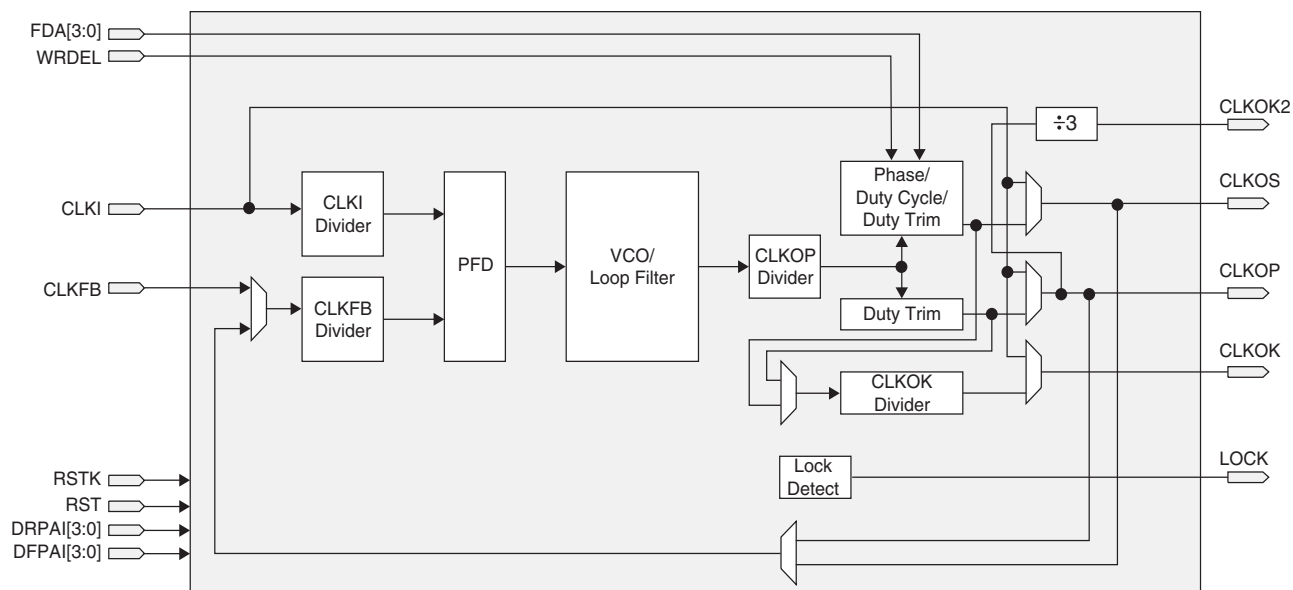 FDA[3:0]
WRDEL
CLKI
CLKFB
RSTK
RST
DRPAI[3:0]
DFPAI[3:0]
CLKI
Divider
CLKFB
Divider
PFD
VCO/
Loop Filter
CLKOP
Divider
Phase/
Duty Cycle/
Duty Trim
Duty Trim
CLKOK
Divider
Lock
Detect
÷3
CLKOK2
CLKOS
CLKOP
CLKOK
LOCK